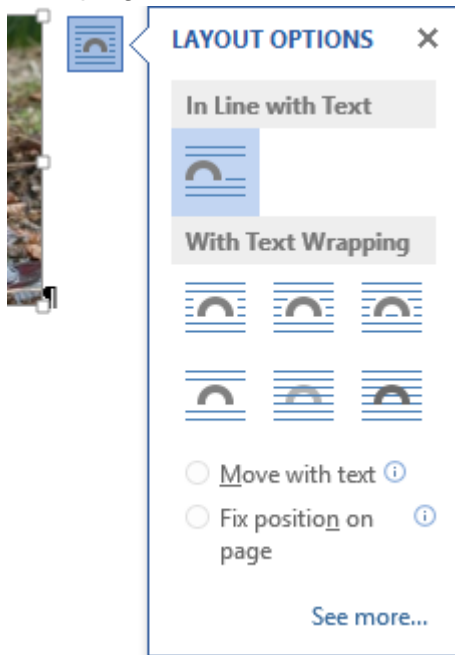 LAYOUT OPTIONS
In Line with Text
With Text Wrapping
¶
Move with text
Fix position on
page
See more...